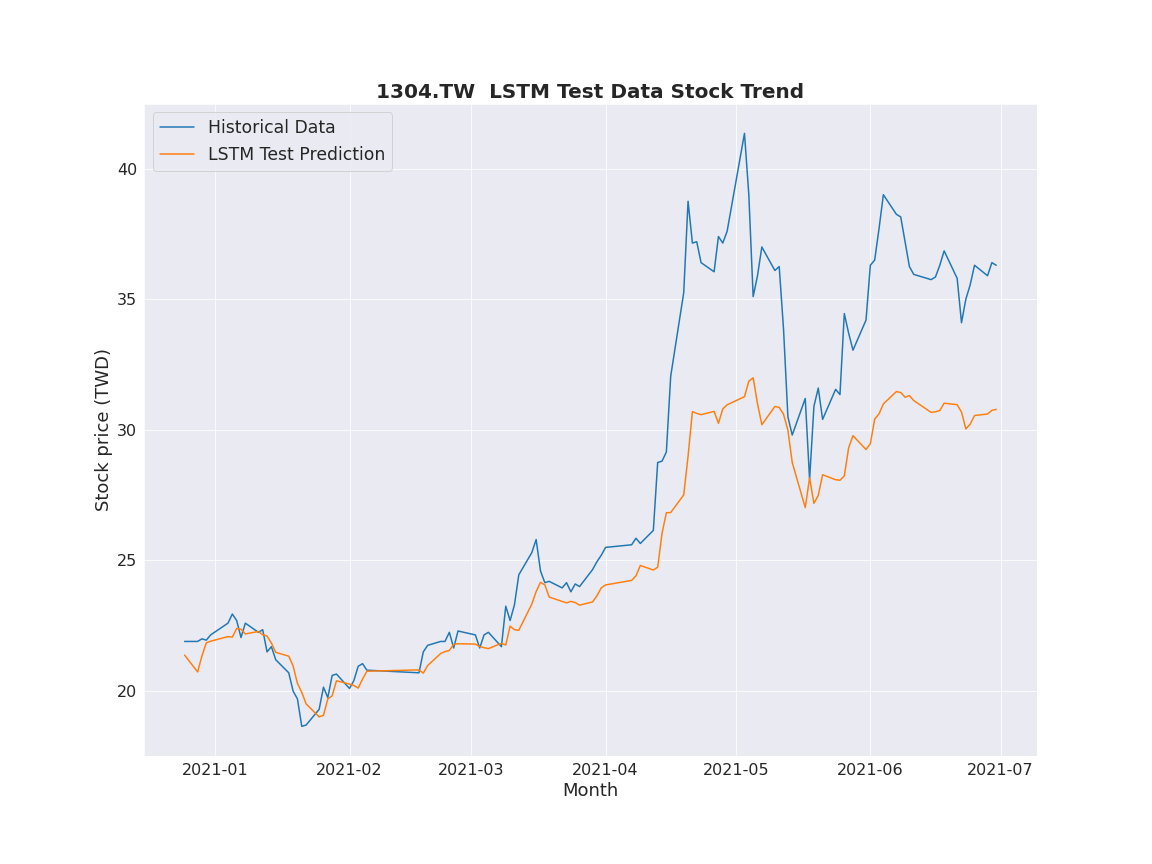 1304.TW  LSTM Test Data Stock Trend
Historical Data
LSTM Test Prediction
40
35
30
25
20
Stock price (TWD)
2021-01 2021-02 2021-03 2021-04 2021-05 2021-06 2021-07
Month